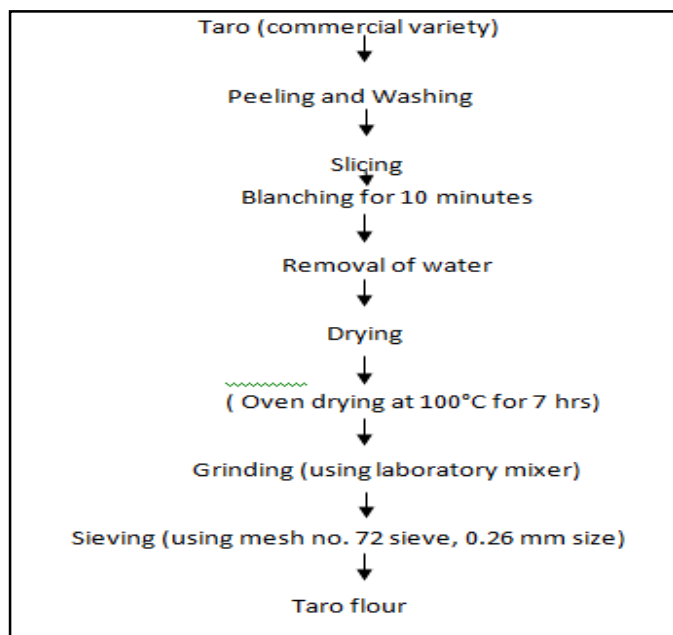 Taro (commercial variety)
Peeling and Washing
Slicing
Blanching for 10 minutes
Removal of water
Drying
( Oven drying at 100°C for 7 hrs)
Grinding (using laboratory mixer)
Sieving (using mesh no. 72 sieve, 0.26 mm size)
Taro flour